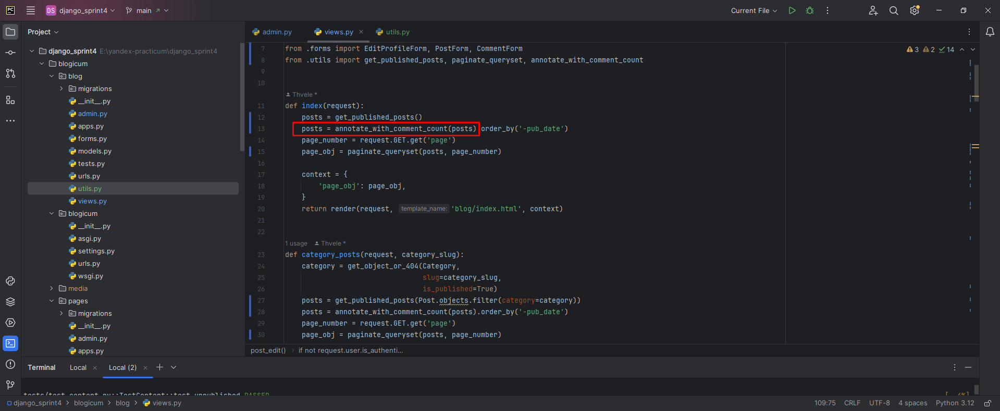 PC
DS django_sprint4
main
Current File
Project
django_sprint4 E:\yandex-practicum\django_sprint4
blogicum
blog
migrations
__init__.py
admin.py
apps.py
forms.py
models.py
tests.py
urls.py
utils.py
views.py
blogicum
__init__.py
asgi.py
settings.py
urls.py
wsgi.py
media
pages
migrations
__init__.py
admin.py
apps.py
admin.py views.py utils.py
3 2 14
7 from .forms import EditProfileForm, PostForm, CommentForm
8 from .utils import get_published_posts, paginate_queryset, annotate_with_comment_count
9
10
Thvele *
11 def index(request):
12 posts = get_published_posts()
13 posts = annotate_with_comment_count(posts).order_by('-pub_date')
14 page_number = request.GET.get('page')
15 page_obj = paginate_queryset(posts, page_number)
16
17 context = {
18 'page_obj': page_obj,
19 }
20 return render(request, template_name: 'blog/index.html', context)
21
22
1 usage Thvele *
23 def category_posts(request, category_slug):
24 category = get_object_or_404(Category,
25 slug=category_slug,
26 is_published=True)
27 posts = get_published_posts(Post.objects.filter(category=category))
28 posts = annotate_with_comment_count(posts).order_by('-pub_date')
29 page_number = request.GET.get('page')
30 page_obj = paginate_queryset(posts, page_number)
post_edit() > if not request.user.is_authenti...
Terminal Local Local (2)
tests/test_content.py::TestContent::test_unpublished PASSED [ 4%]
django_sprint4 > blogicum > blog > views.py
109:75 CRLF UTF-8 4 spaces Python 3.12